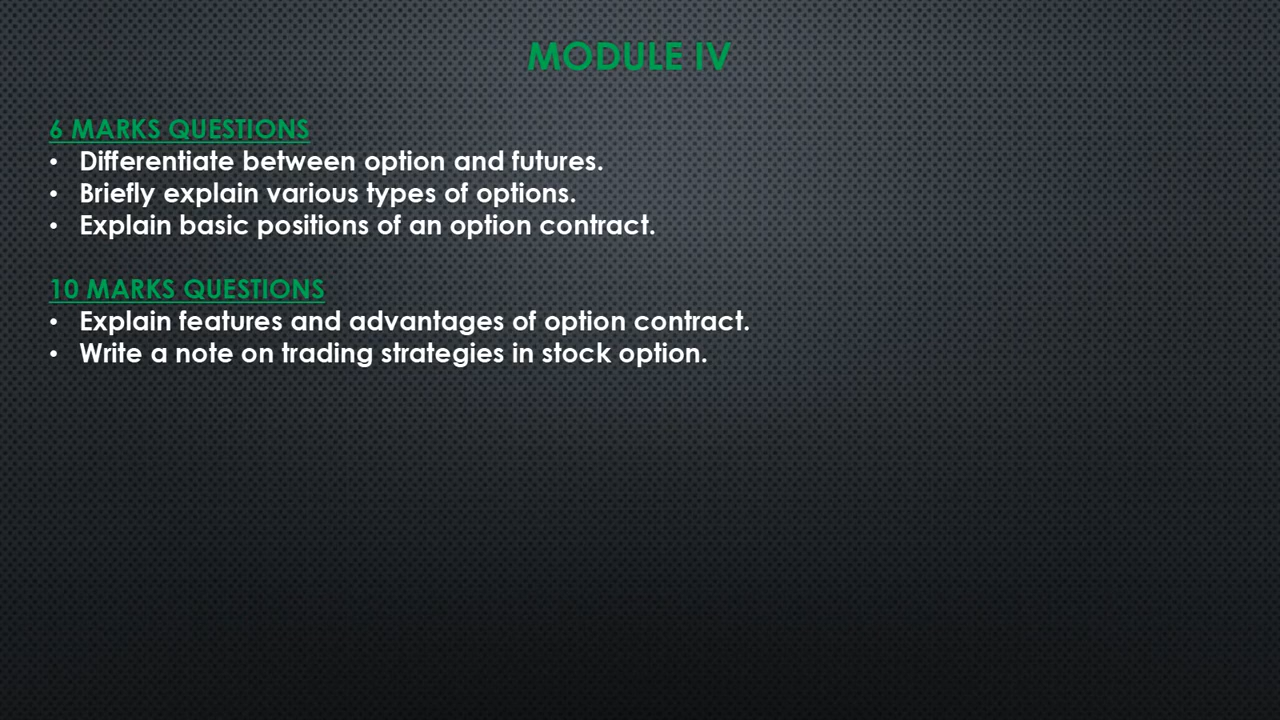 MODULE IV
6 MARKS QUESTIONS
• Differentiate between option and futures.
• Briefly explain various types of options.
• Explain basic positions of an option contract.
10 MARKS QUESTIONS
• Explain features and advantages of option contract.
• Write a note on trading strategies in stock option.